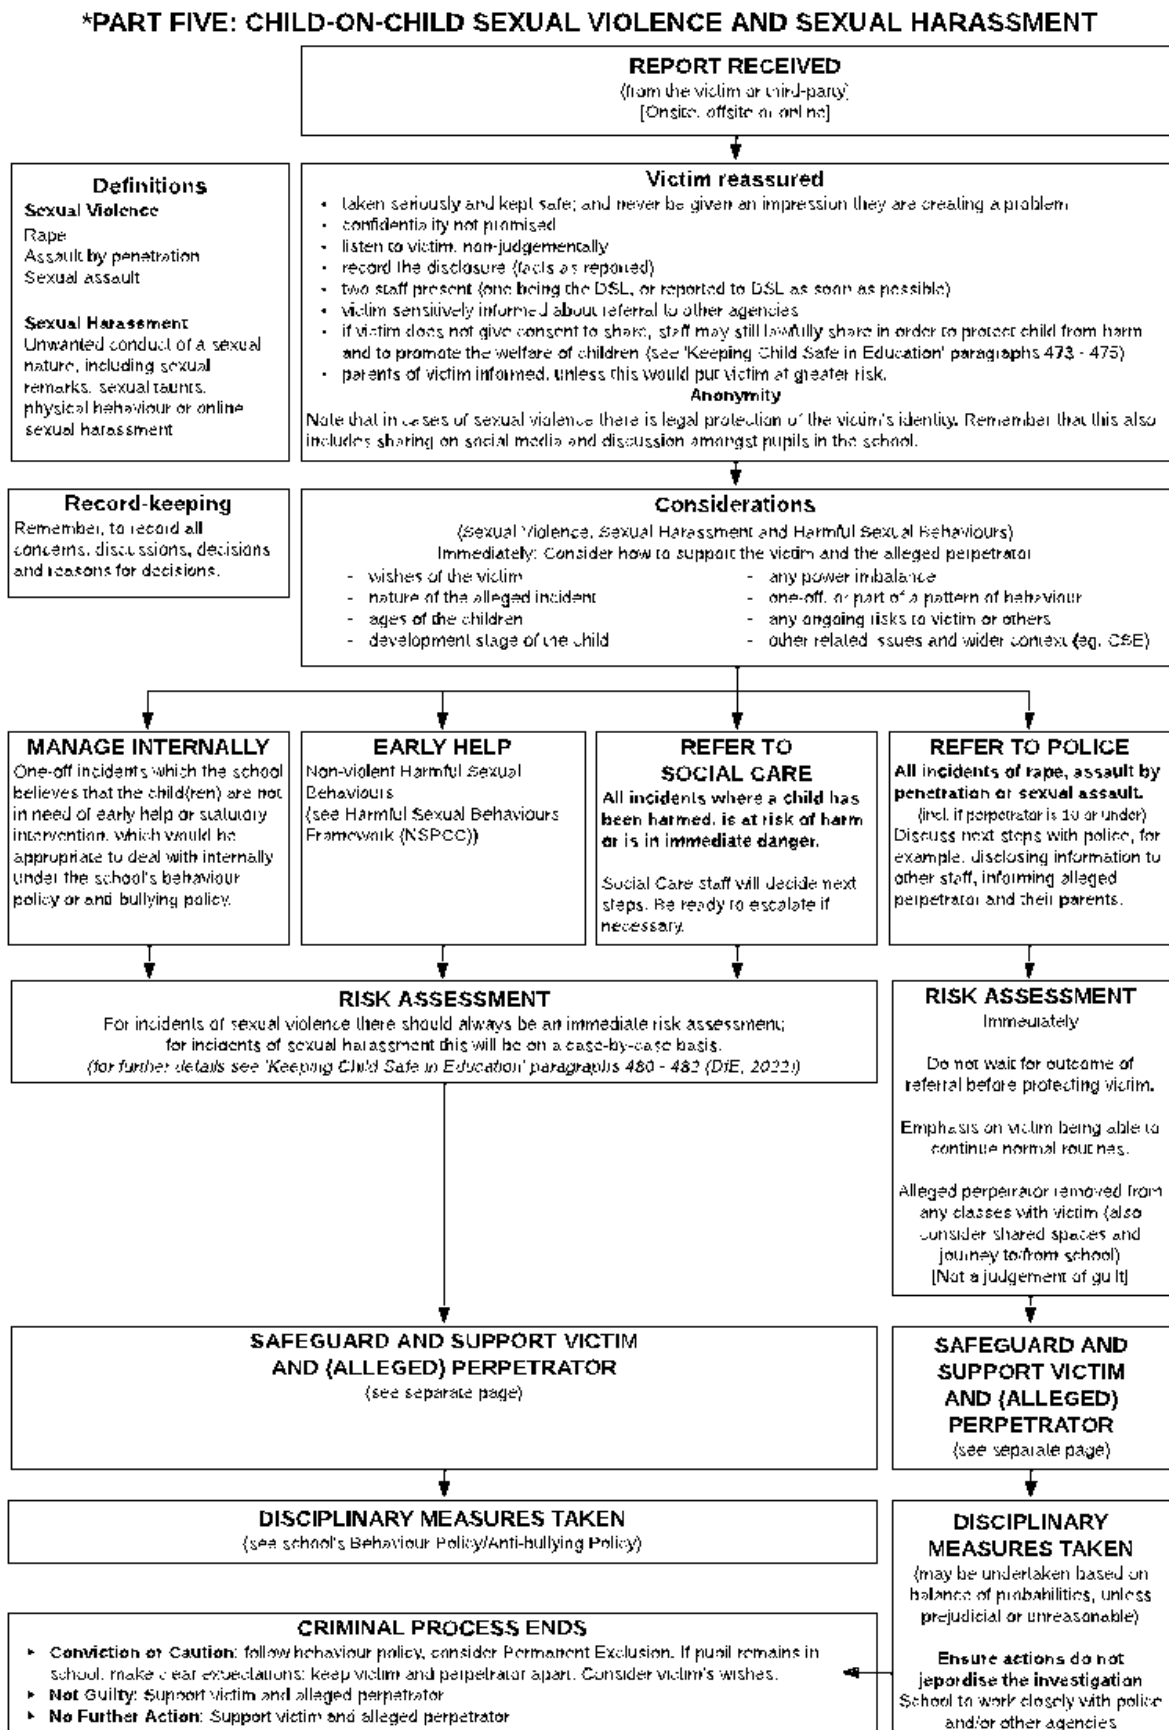 *PART FIVE: CHILD-ON-CHILD SEXUAL VIOLENCE AND SEXUAL HARASSMENT
REPORT RECEIVED
(from the victim or third-party)
[Onsite, offsite or online]
Definitions
Sexual Violence
Rape
Assault by penetration
Sexual assault
Sexual Harassment
Unwanted conduct of a sexual
nature, including sexual
remarks, sexual taunts,
physical behaviour or online
sexual harassment
Victim reassured
• taken seriously and kept safe; and never be given an impression they are creating a problem
• confidentiality not promised
• listen to victim, non-judgementally
• record the disclosure (facts as reported)
• two staff present (one being the DSL, or reported to DSL as soon as possible)
• victim sensitively informed about referral to other agencies
• if victim does not give consent to share, staff may still lawfully share in order to protect child from harm
and to promote the welfare of children (see 'Keeping Child Safe in Education' paragraphs 473 - 475)
• parents of victim informed, unless this would put victim at greater risk.
Anonymity
Note that in cases of sexual violence there is legal protection of the victim's identity. Remember that this also
includes sharing on social media and discussion amongst pupils in the school.
Record-keeping
Remember, to record all
concerns, discussions, decisions
and reasons for decisions.
Considerations
(Sexual Violence, Sexual Harassment and Harmful Sexual Behaviours)
Immediately: Consider how to support the victim and the alleged perpetrator
- wishes of the victim
- nature of the alleged incident
- ages of the children
- development stage of the child
- any power imbalance
- one-off, or part of a pattern of behaviour
- any ongoing risks to victim or others
- other related issues and wider context (eg. CSE)
MANAGE INTERNALLY
One-off incidents which the school
believes that the child(ren) are not
in need of early help or statutory
intervention, which would be
appropriate to deal with internally
under the school's behaviour
policy or anti bullying policy.
EARLY HELP
Non-violent Harmful Sexual
Behaviours
(see Harmful Sexual Behaviours
Framework (NSPCC))
REFER TO
SOCIAL CARE
All incidents where a child has
been harmed, is at risk of harm
or is in immediate danger.
Social Care staff will decide next
steps. Be ready to escalate if
necessary.
REFER TO POLICE
All incidents of rape, assault by
penetration or sexual assault.
(incl. if perpetrator is 10 or under)
Discuss next steps with police, for
example, disclosing information to
other staff, informing alleged
perpetrator and their parents.
RISK ASSESSMENT
For incidents of sexual violence there should always be an immediate risk assessment;
for incidents of sexual harassment this will be on a case-by-case basis.
(for further details see 'Keeping Child Safe in Education' paragraphs 480 - 482 (DfE, 2022))
RISK ASSESSMENT
Immediately
Do not wait for outcome of
referral before protecting victim.
Emphasis on victim being able to
continue normal routines.
Alleged perpetrator removed from
any classes with victim (also
consider shared spaces and
journey to/from school)
[Not a judgement of guilt]
SAFEGUARD AND SUPPORT VICTIM
AND (ALLEGED) PERPETRATOR
(see separate page)
SAFEGUARD AND
SUPPORT VICTIM
AND (ALLEGED)
PERPETRATOR
(see separate page)
DISCIPLINARY MEASURES TAKEN
(see school's Behaviour Policy/Anti-bullying Policy)
DISCIPLINARY
MEASURES TAKEN
(may be undertaken based on
balance of probabilities, unless
prejudicial or unreasonable)
Ensure actions do not
jepordise the investigation
School to work closely with police
and/or other agencies
CRIMINAL PROCESS ENDS
▸ Conviction or Caution: follow behaviour policy, consider Permanent Exclusion. If pupil remains in
school, make clear expectations; keep victim and perpetrator apart. Consider victim's wishes.
▸ Not Guilty: Support victim and alleged perpetrator
▸ No Further Action: Support victim and alleged perpetrator